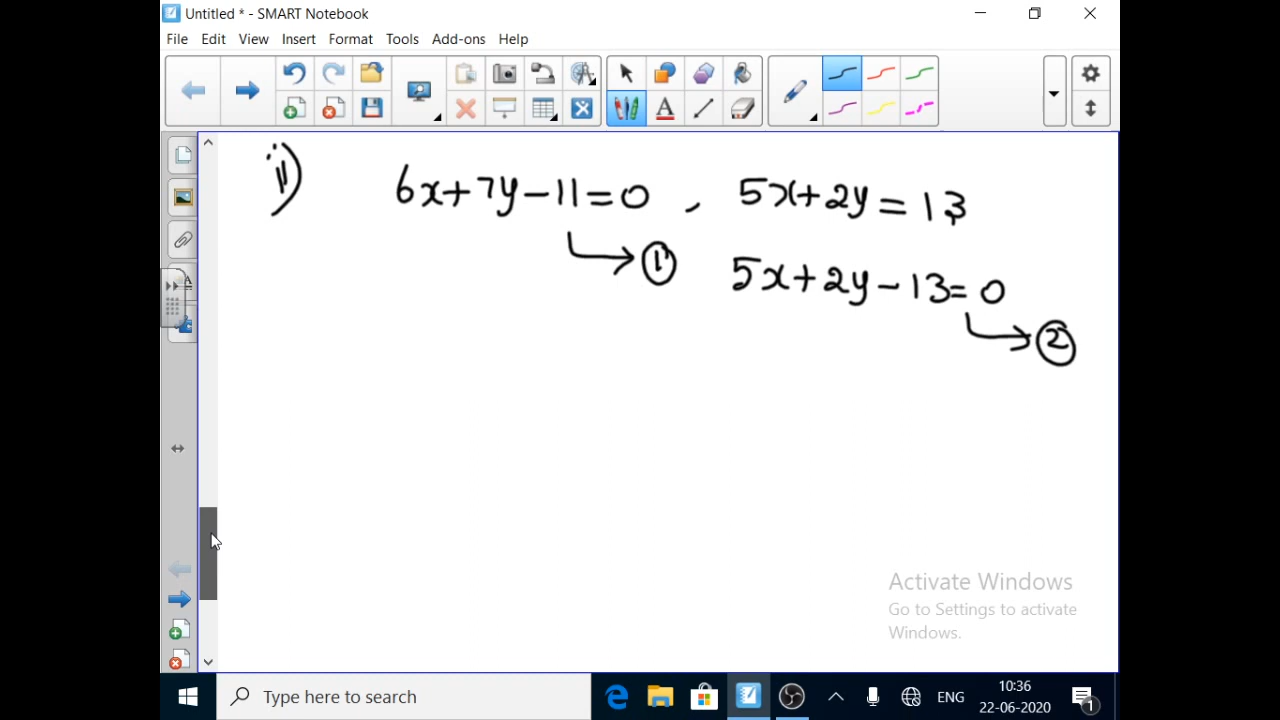 Untitled * - SMART Notebook
File Edit View Insert Format Tools Add-ons Help
ii) 6x+7y-11=0 , 5x+2y=13
→ ①
5x+2y-13=0
→ ②
Activate Windows
Go to Settings to activate
Windows.
Type here to search
ENG
10:36
22-06-2020
1